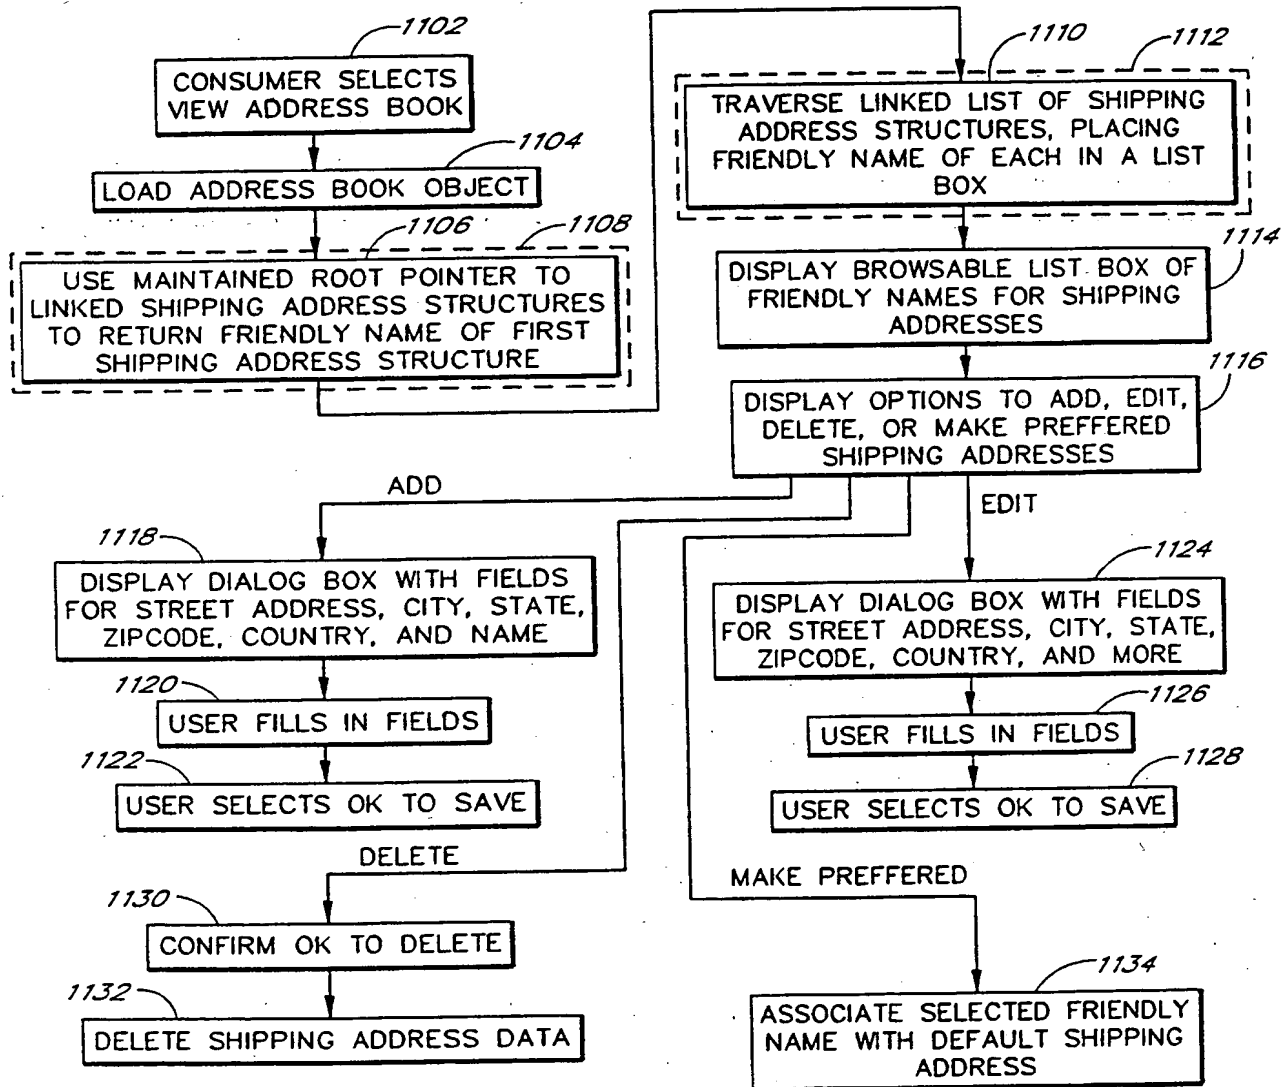 1102
CONSUMER SELECTS
VIEW ADDRESS BOOK
1104
LOAD ADDRESS BOOK OBJECT
1106
1108
USE MAINTAINED ROOT POINTER TO
LINKED SHIPPING ADDRESS STRUCTURES
TO RETURN FRIENDLY NAME OF FIRST
SHIPPING ADDRESS STRUCTURE
1110
1112
TRAVERSE LINKED LIST OF SHIPPING
ADDRESS STRUCTURES, PLACING
FRIENDLY NAME OF EACH IN A LIST
BOX
1114
DISPLAY BROWSABLE LIST BOX OF
FRIENDLY NAMES FOR SHIPPING
ADDRESSES
1116
DISPLAY OPTIONS TO ADD, EDIT,
DELETE, OR MAKE PREFFERED
SHIPPING ADDRESSES
ADD
1118
DISPLAY DIALOG BOX WITH FIELDS
FOR STREET ADDRESS, CITY, STATE,
ZIPCODE, COUNTRY, AND NAME
1120
USER FILLS IN FIELDS
1122
USER SELECTS OK TO SAVE
EDIT
1124
DISPLAY DIALOG BOX WITH FIELDS
FOR STREET ADDRESS, CITY, STATE,
ZIPCODE, COUNTRY, AND MORE
1126
USER FILLS IN FIELDS
1128
USER SELECTS OK TO SAVE
DELETE
1130
CONFIRM OK TO DELETE
1132
DELETE SHIPPING ADDRESS DATA
MAKE PREFFERED
1134
ASSOCIATE SELECTED FRIENDLY
NAME WITH DEFAULT SHIPPING
ADDRESS